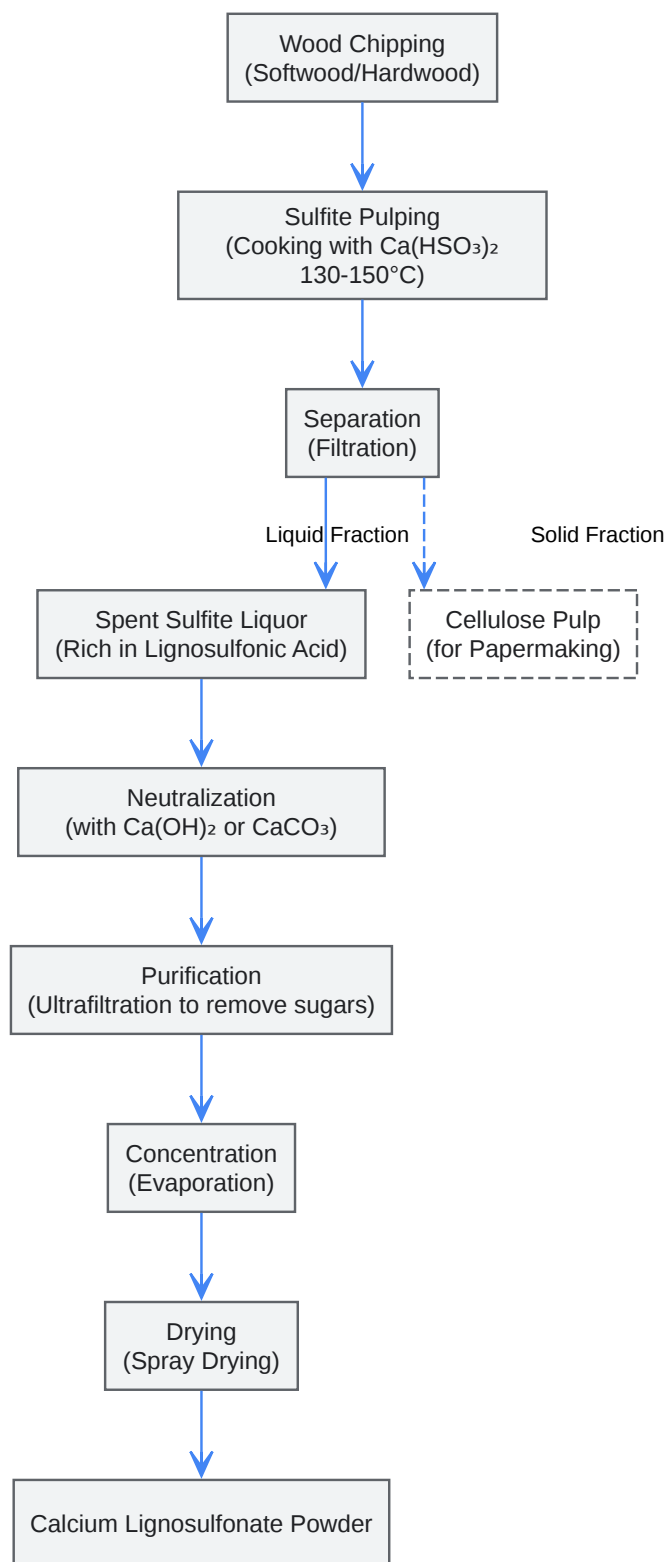 Wood Chipping
(Softwood/Hardwood)
Sulfite Pulping
(Cooking with Ca(HSO₃)₂
130-150°C)
Separation
(Filtration)
Liquid Fraction
Solid Fraction
Spent Sulfite Liquor
(Rich in Lignosulfonic Acid)
Cellulose Pulp
(for Papermaking)
Neutralization
(with Ca(OH)₂ or CaCO₃)
Purification
(Ultrafiltration to remove sugars)
Concentration
(Evaporation)
Drying
(Spray Drying)
Calcium Lignosulfonate Powder